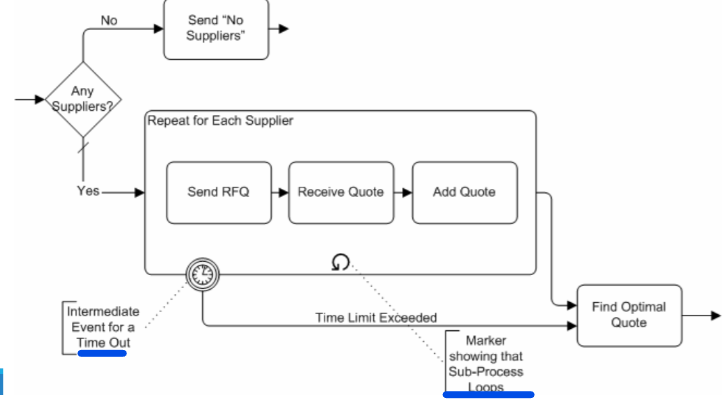 No
Send “No
Suppliers”
Any
Suppliers?
Yes
Repeat for Each Supplier
Send RFQ
Receive Quote
Add Quote
Intermediate
Event for a
Time Out
Time Limit Exceeded
Marker
showing that
Sub-Process
Loops
Find Optimal
Quote